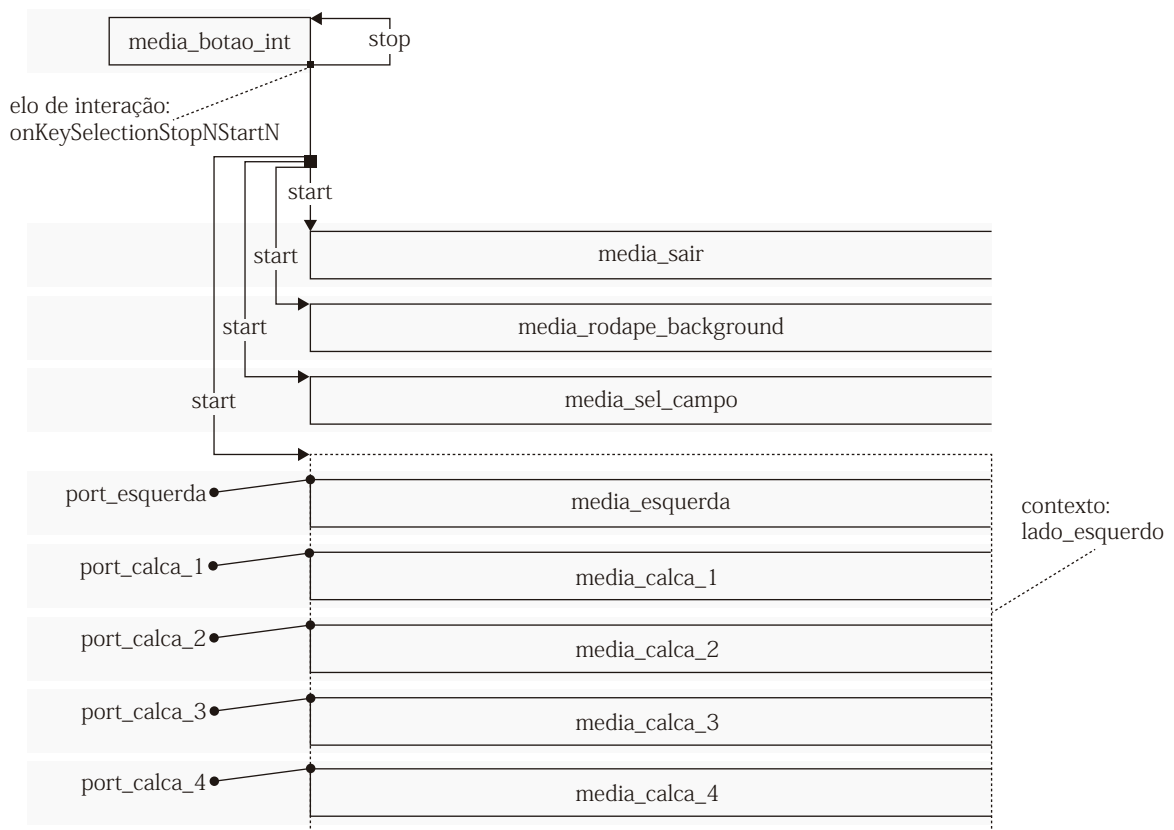 media_botao_int
stop
elo de interação:
onKeySelectionStopNStartN
start
media_sair
start
media_rodape_background
start
media_sel_campo
start
port_esquerda
media_esquerda
contexto:
lado_esquerdo
port_calca_1
media_calca_1
port_calca_2
media_calca_2
port_calca_3
media_calca_3
port_calca_4
media_calca_4